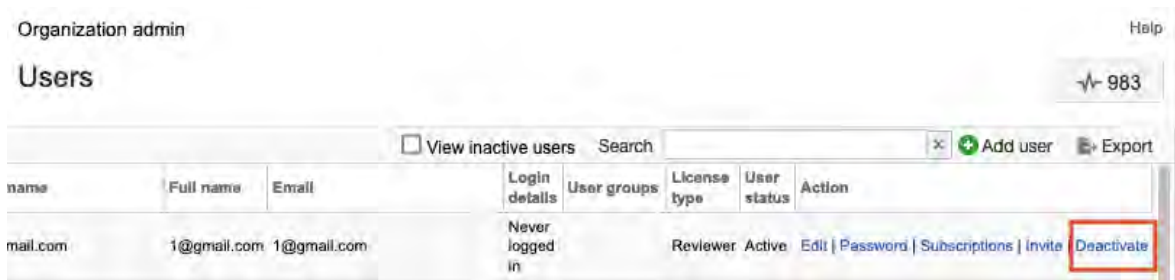 Organization admin
Help
Users
983
View inactive users Search × Add user Export
name Full name Email Login details User groups License type User status Action
mail.com 1@gmail.com 1@gmail.com Never logged in Reviewer Active Edit | Password | Subscriptions | Invite | Deactivate